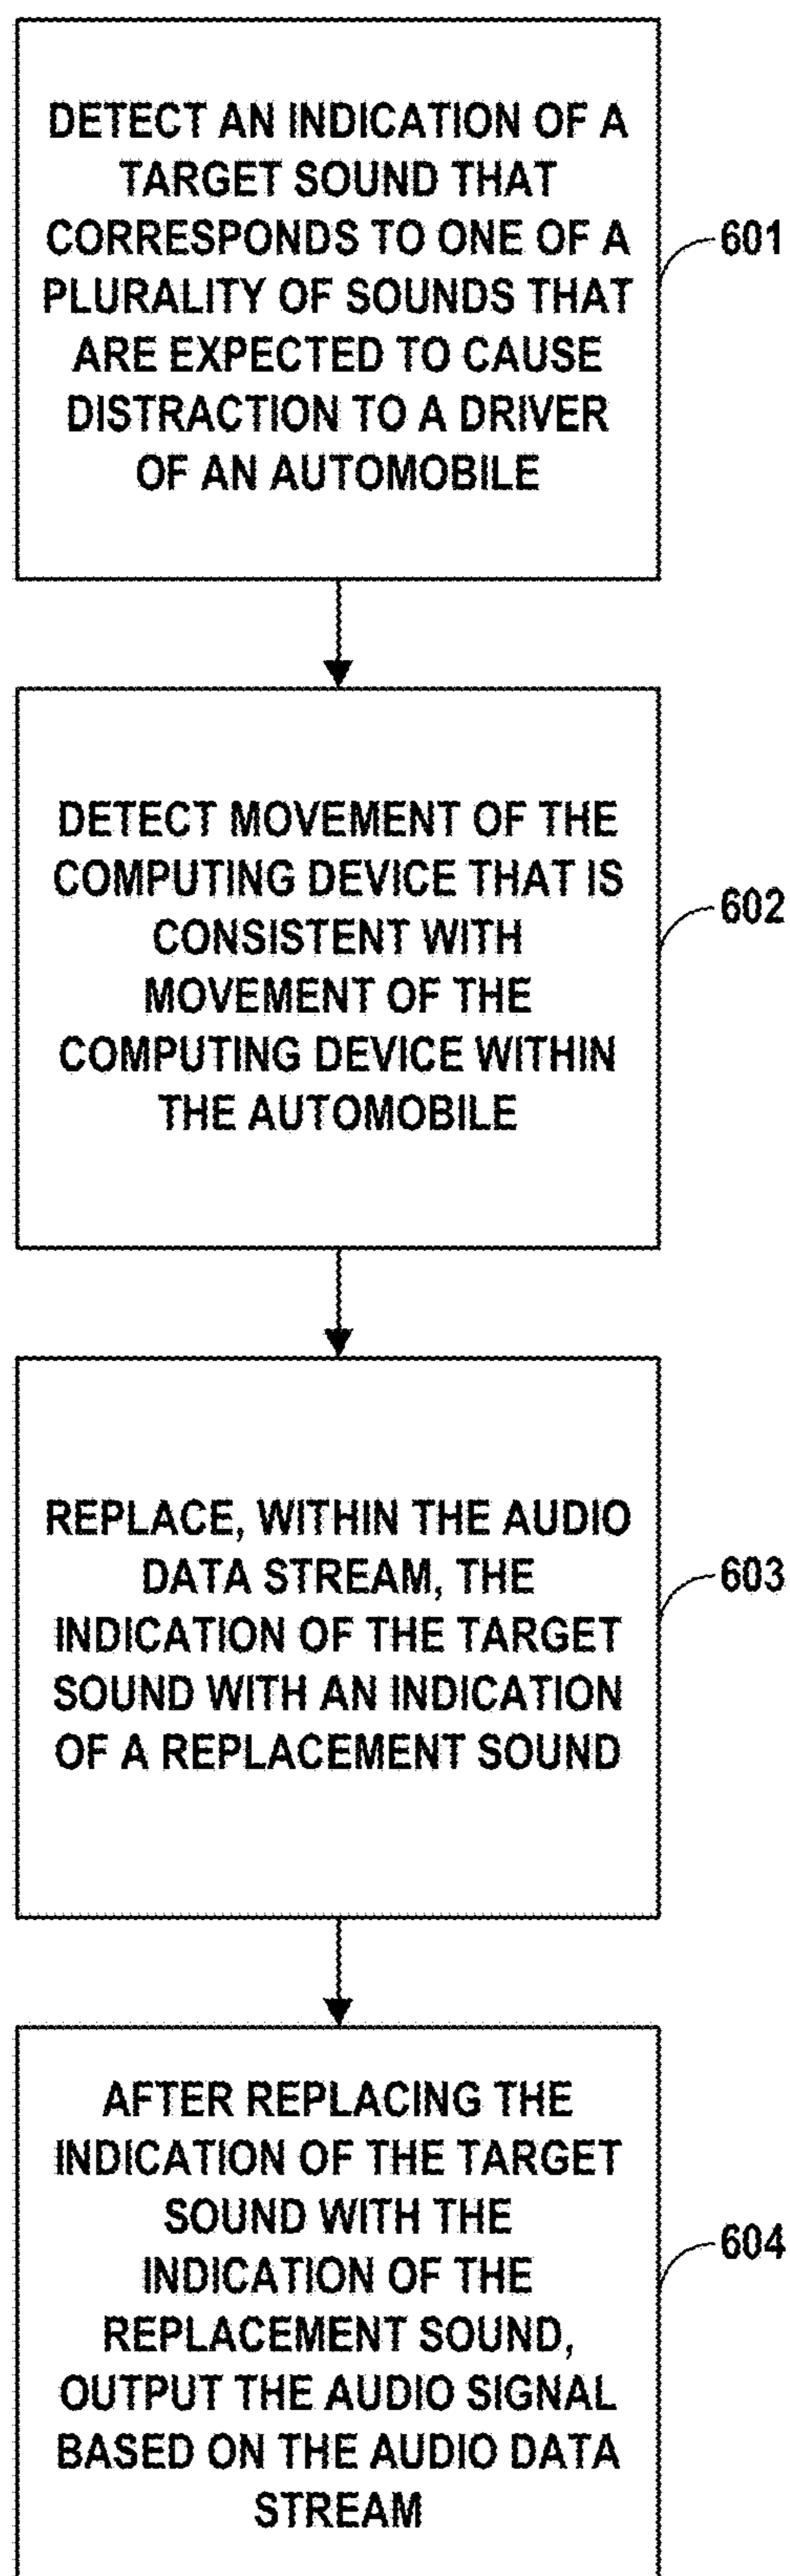 DETECT AN INDICATION OF A
TARGET SOUND THAT
CORRESPONDS TO ONE OF A
PLURALITY OF SOUNDS THAT
ARE EXPECTED TO CAUSE
DISTRACTION TO A DRIVER
OF AN AUTOMOBILE
601
DETECT MOVEMENT OF THE
COMPUTING DEVICE THAT IS
CONSISTENT WITH
MOVEMENT OF THE
COMPUTING DEVICE WITHIN
THE AUTOMOBILE
602
REPLACE, WITHIN THE AUDIO
DATA STREAM, THE
INDICATION OF THE TARGET
SOUND WITH AN INDICATION
OF A REPLACEMENT SOUND
603
AFTER REPLACING THE
INDICATION OF THE TARGET
SOUND WITH THE
INDICATION OF THE
REPLACEMENT SOUND,
OUTPUT THE AUDIO SIGNAL
BASED ON THE AUDIO DATA
STREAM
604